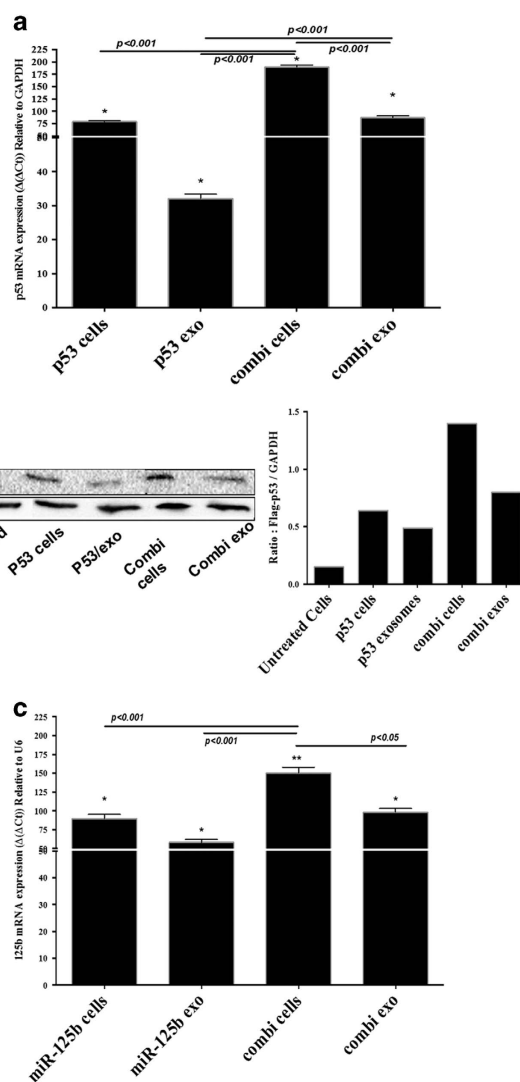 a
p<0.001
p<0.001
p<0.001
p<0.001
p53 mRNA expression (Δ(ΔCt)) Relative to GAPDH
225
200
175
150
125
100
75
50
40
30
20
10
0
*
*
*
*
p53 cells
p53 exo
combi cells
combi exo
d
P53 cells
P53/exo
Combi
cells
Combi exo
Ratio : Flag-p53 / GAPDH
1.5
1.0
0.5
0.0
Untreated Cells
p53 cells
p53 exosomes
combi cells
combi exos
c
p<0.001
p<0.001
p<0.05
125b mRNA expression (Δ(ΔCt)) Relative to U6
225
200
175
150
125
100
75
50
40
30
20
10
0
*
*
**
*
miR-125b cells
miR-125b exo
combi cells
combi exo